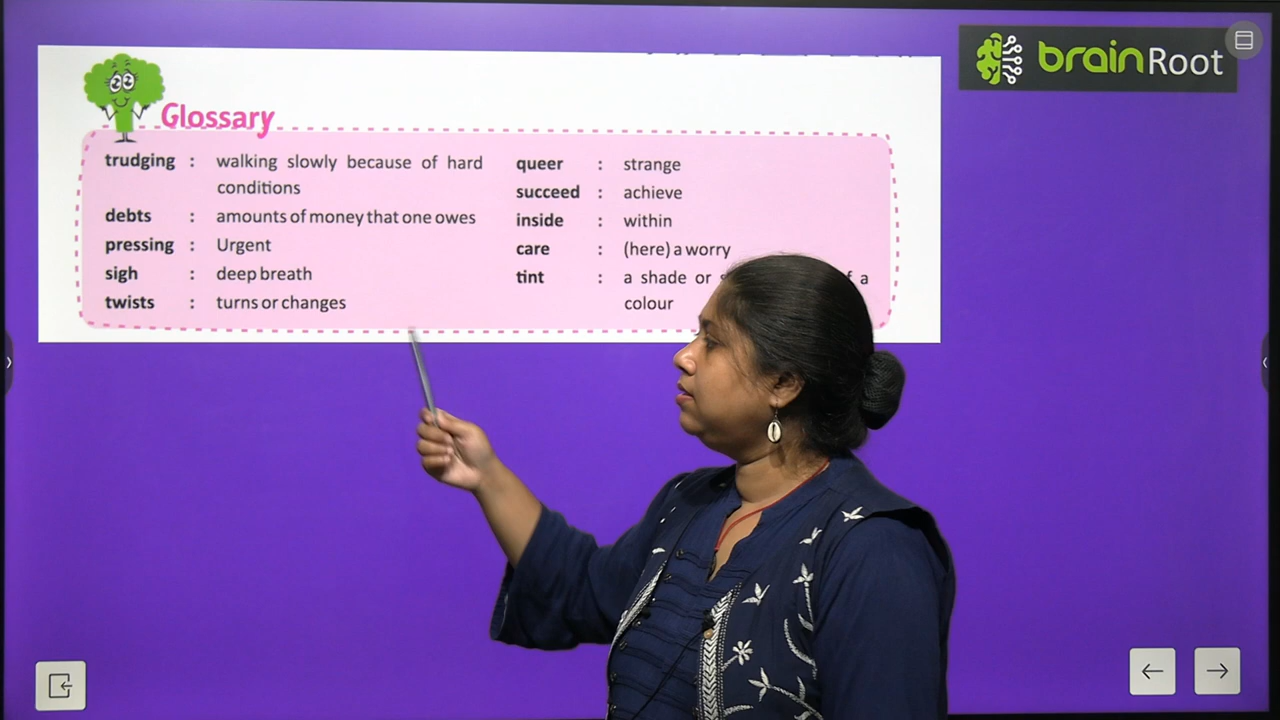 brainRoot
Glossary
trudging : walking slowly because of hard
conditions
debts : amounts of money that one owes
pressing : Urgent
sigh : deep breath
twists : turns or changes
queer : strange
succeed : achieve
inside : within
care : (here) a worry
tint : a shade or a
colour